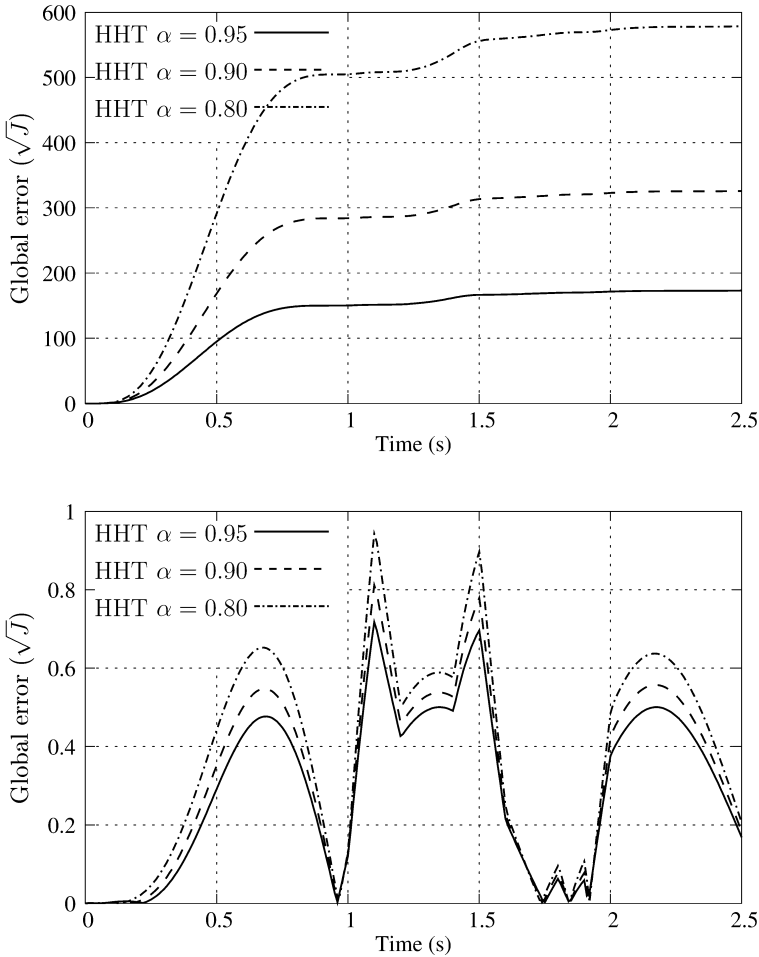 600
500
400
300
200
100
0
Global error (√J)
HHT α = 0.95
HHT α = 0.90
HHT α = 0.80
0 0.5 1 1.5 2 2.5
Time (s)
1
0.8
0.6
0.4
0.2
0
Global error (√J)
HHT α = 0.95
HHT α = 0.90
HHT α = 0.80
0 0.5 1 1.5 2 2.5
Time (s)